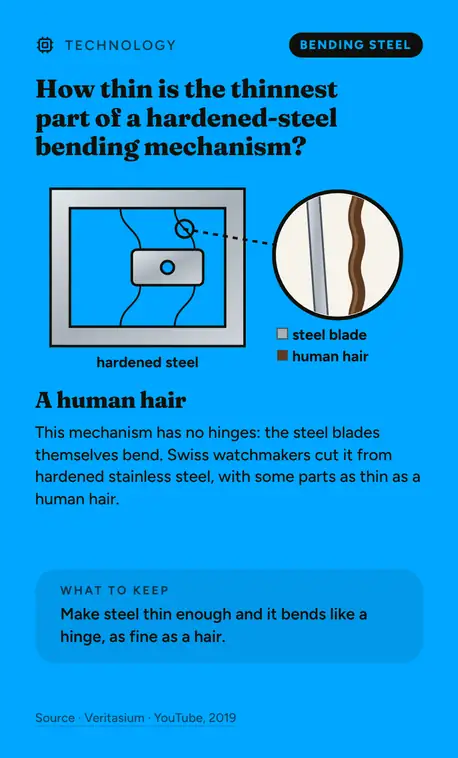 TECHNOLOGY
BENDING STEEL
How thin is the thinnest
part of a hardened-steel
bending mechanism?
steel blade
human hair
hardened steel
A human hair
This mechanism has no hinges: the steel blades
themselves bend. Swiss watchmakers cut it from
hardened stainless steel, with some parts as thin as a
human hair.
WHAT TO KEEP
Make steel thin enough and it bends like a
hinge, as fine as a hair.
Source · Veritasium · YouTube, 2019